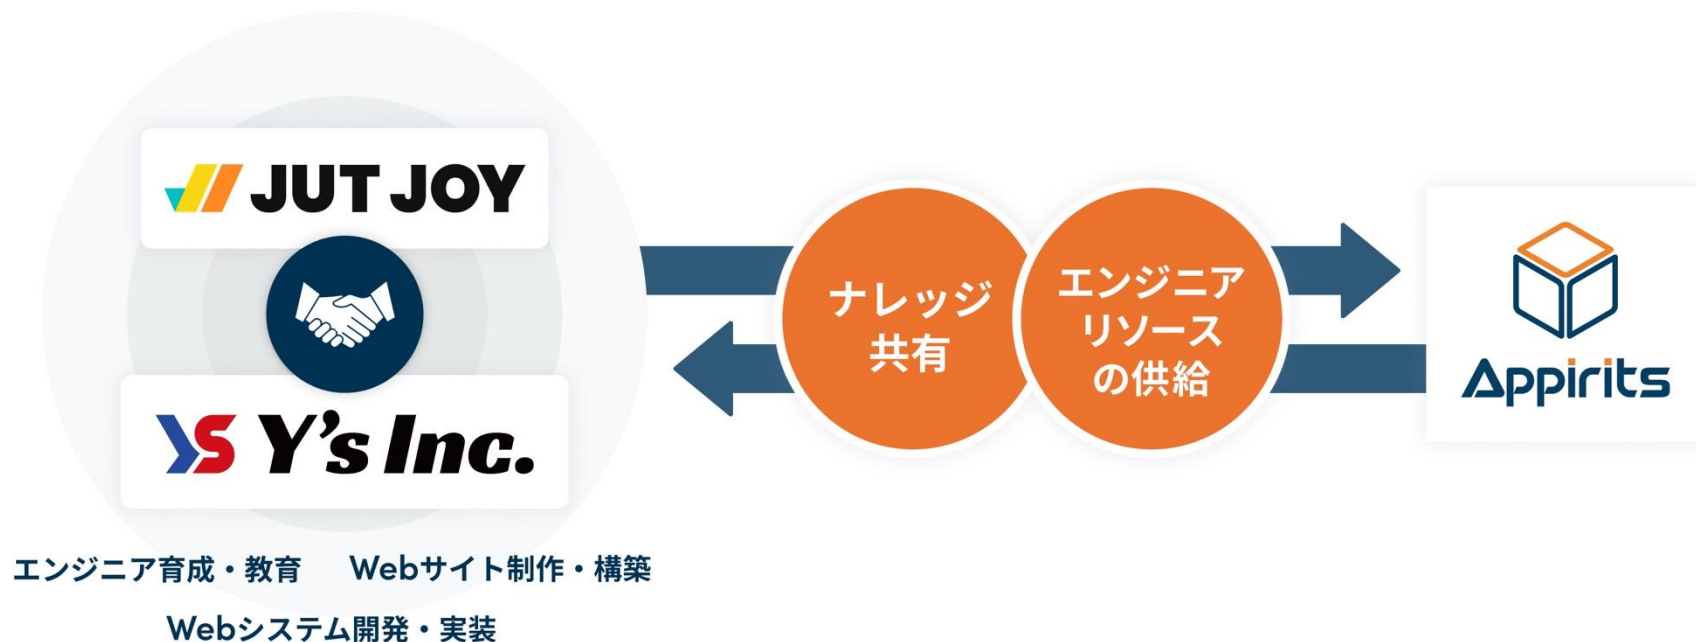 JUT JOY
YS Y's Inc.
エンジニア育成・教育
Webサイト制作・構築
Webシステム開発・実装
ナレッジ
共有
エンジニア
リソース
の供給
Appirits